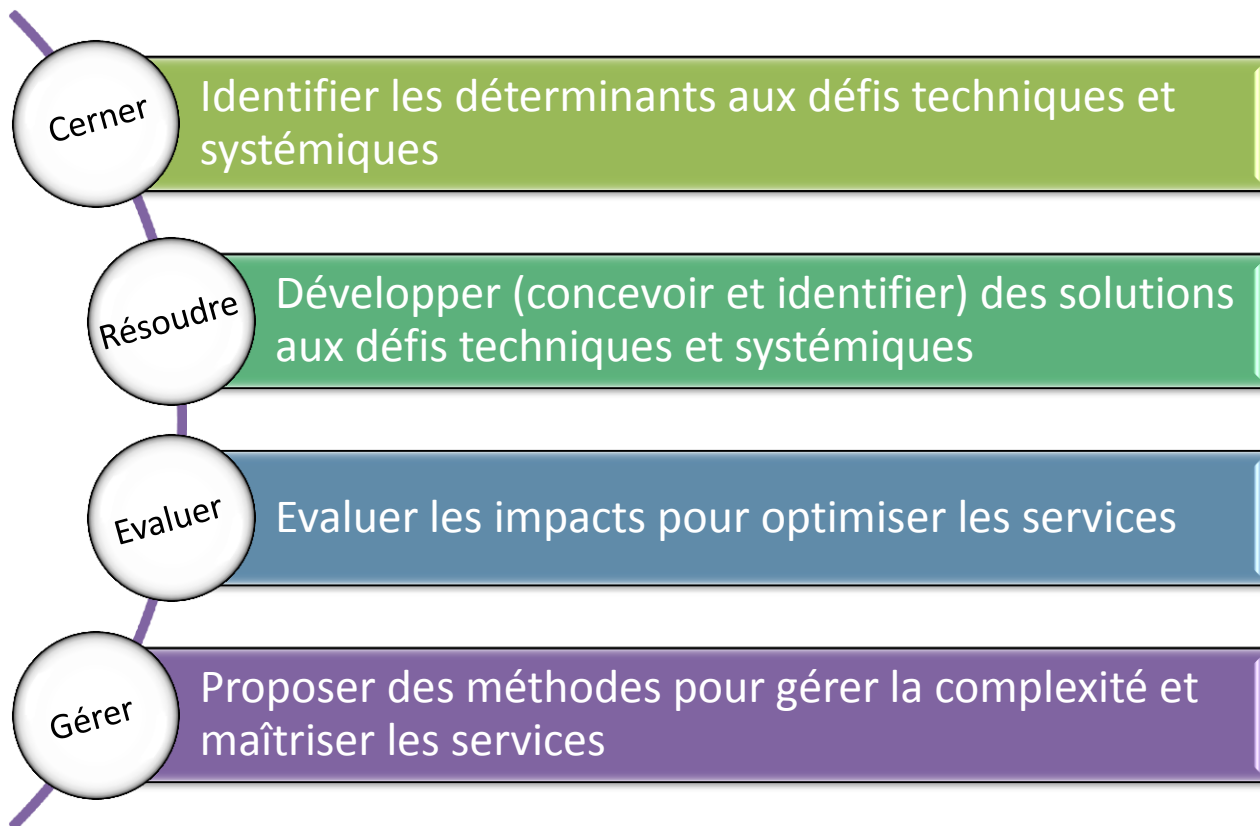 Cerner
Identifier les déterminants aux défis techniques et
systémiques
Résoudre
Développer (concevoir et identifier) des solutions
aux défis techniques et systémiques
Evaluer
Evaluer les impacts pour optimiser les services
Gérer
Proposer des méthodes pour gérer la complexité et
maîtriser les services